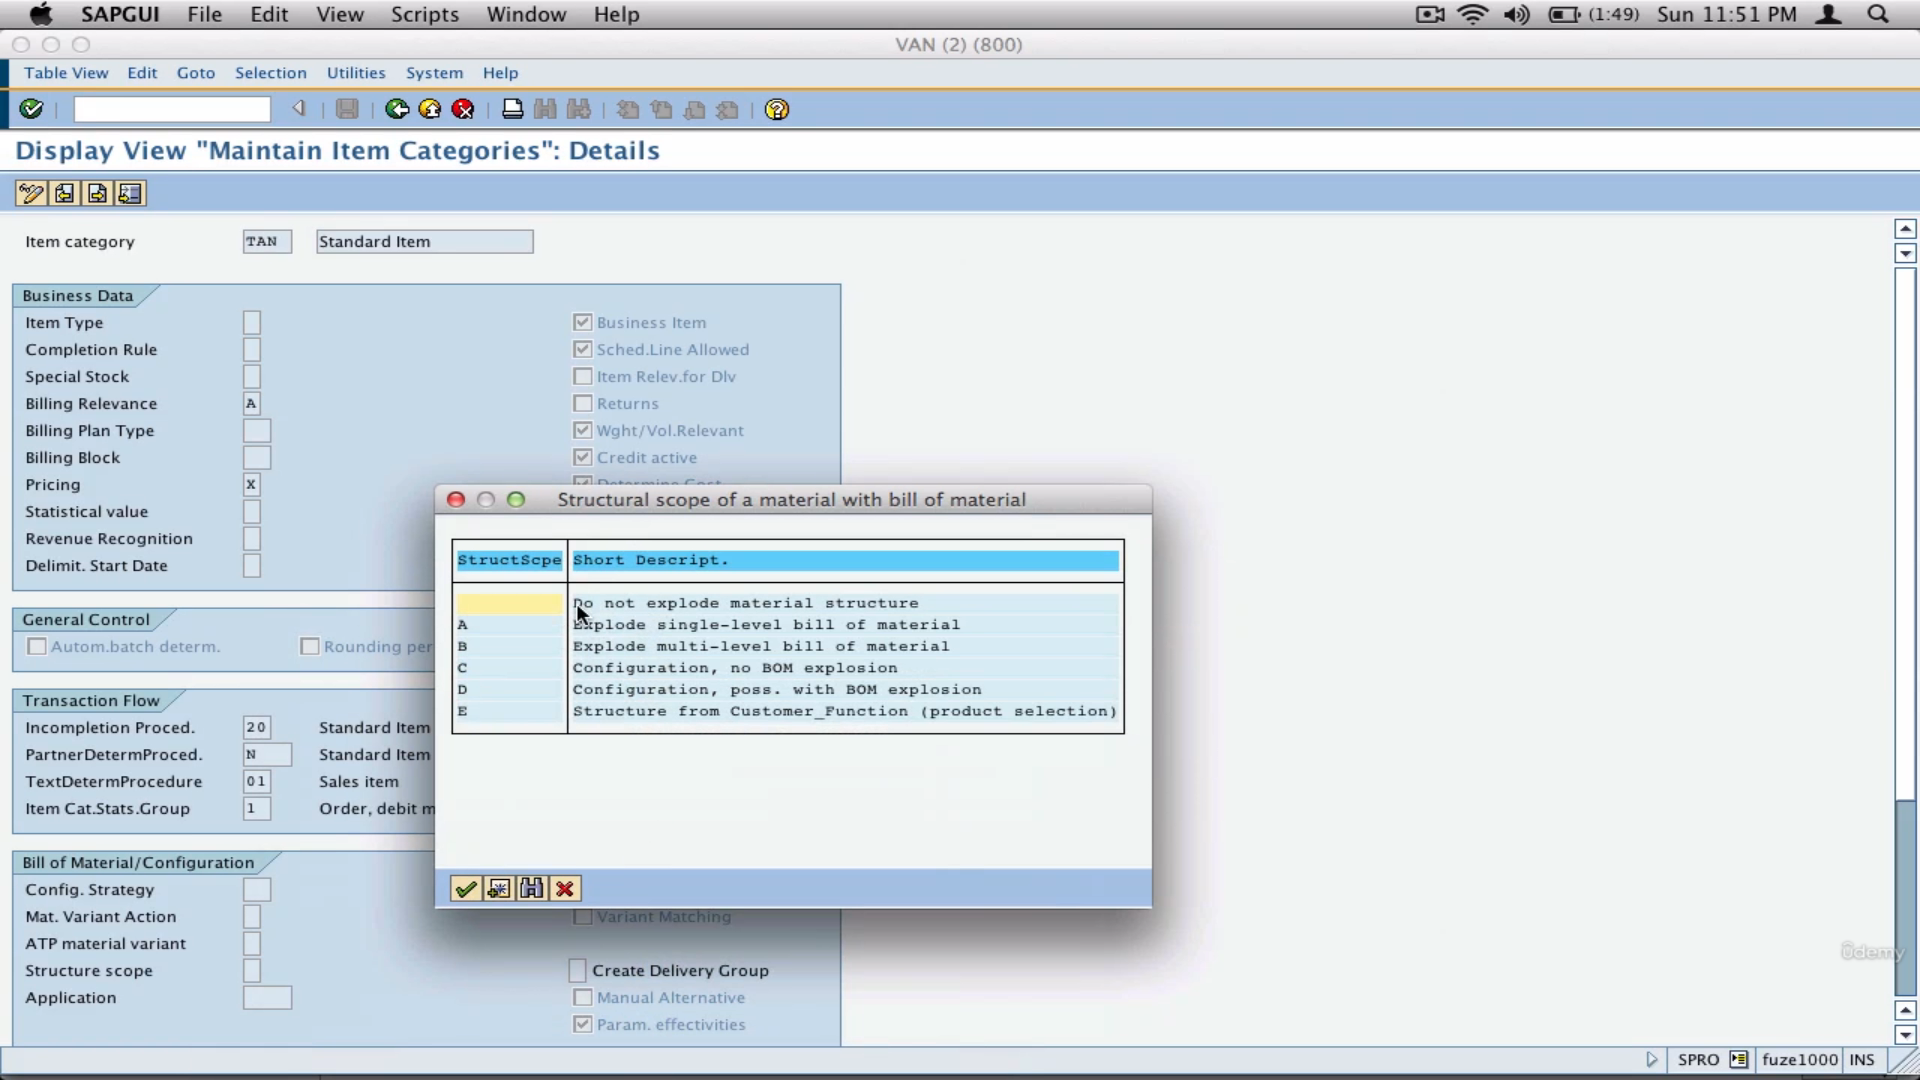 SAPGUI File Edit View Scripts Window Help (1:49) Sun 11:51 PM
VAN (2) (800)
Table View Edit Goto Selection Utilities System Help
Display View "Maintain Item Categories": Details
Item category TAN Standard Item
Business Data
Item Type Business Item
Completion Rule Sched.Line Allowed
Special Stock Item Relev.for Dlv
Billing Relevance A Returns
Billing Plan Type Wght/Vol.Relevant
Billing Block Credit active
Pricing X Determine Cost
Statistical value
Revenue Recognition
Delimit. Start Date
General Control
Autom.batch determ. Rounding per
Transaction Flow
Incompletion Proced. 20 Standard Item
PartnerDetermProced. N Standard Item
TextDetermProcedure 01 Sales item
Item Cat.Stats.Group 1 Order, debit m
Structural scope of a material with bill of material
StructScpe Short Descript.
Do not explode material structure
A Explode single-level bill of material
B Explode multi-level bill of material
C Configuration, no BOM explosion
D Configuration, poss. with BOM explosion
E Structure from Customer_Function (product selection)
Bill of Material/Configuration
Config. Strategy
Mat. Variant Action Variant Matching
ATP material variant
Structure scope Create Delivery Group
Application Manual Alternative
Param. effectivities
ûdemy
SPRO fuze1000 INS